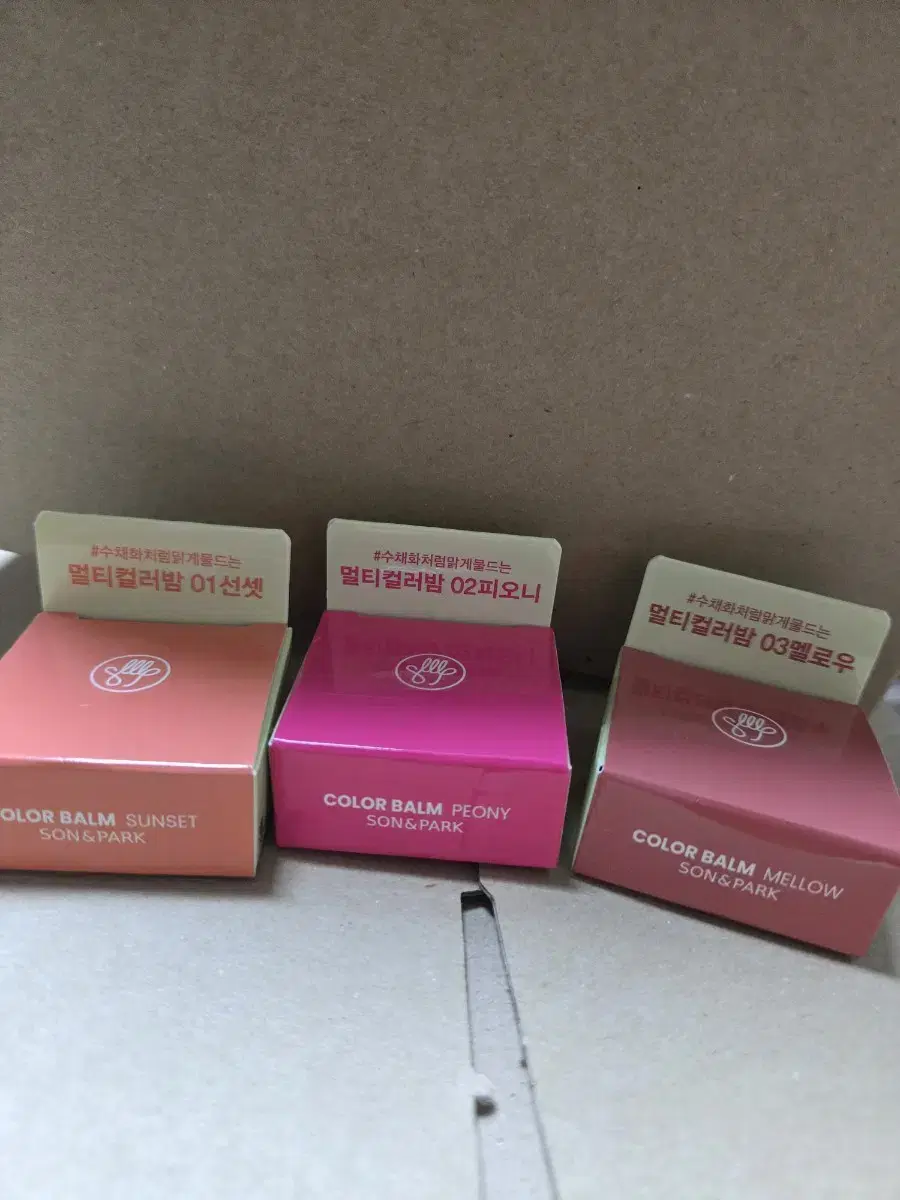 #수채화처럼맑게물드는
멀티컬러밤 01선셋
COLOR BALM SUNSET
SON&PARK
#수채화처럼맑게물드는
멀티컬러밤 02피오니
COLOR BALM PEONY
SON&PARK
#수채화처럼맑게물드는
멀티컬러밤 03멜로우
COLOR BALM MELLOW
SON&PARK